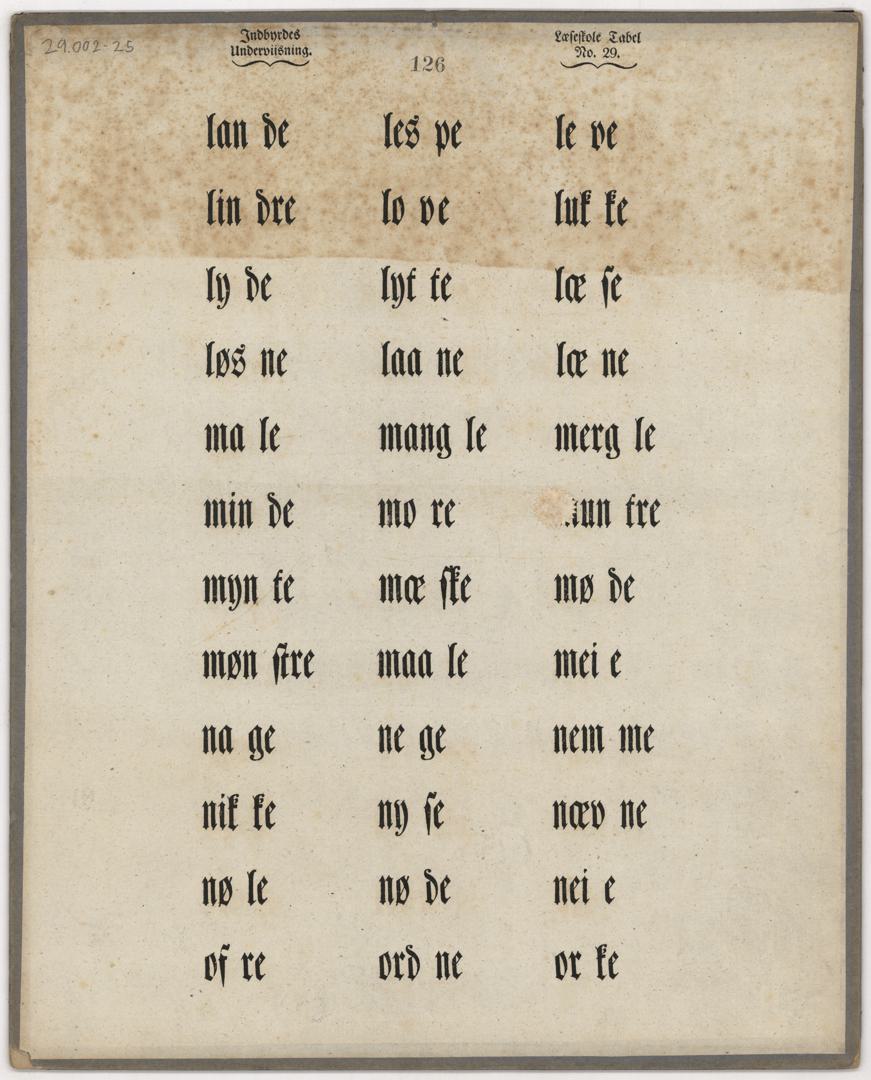 29.002-25
Indbyrdes
Underviisning.
126
Læſeſkole Tabel
No. 29.
lan de les pe le ve
lin dre lo ve luk ke
ly de lyt te læ ſe
løs ne laa ne læ ne
ma le mang le merg le
min de mo re mun tre
myn te mæ ſke mø de
møn ſtre maa le mei e
na ge ne ge nem me
nik ke ny ſe næv ne
nø le nø de nei e
of re ord ne or ke